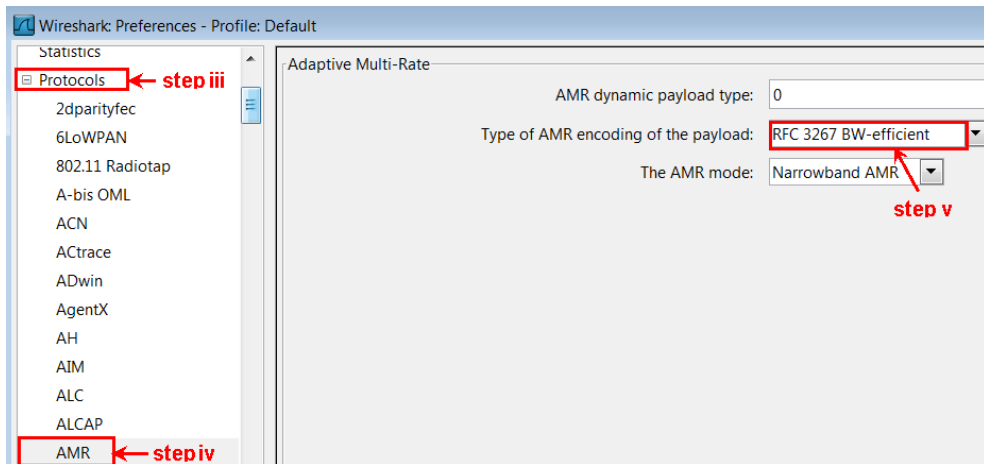 Wireshark: Preferences - Profile: Default
Statistics
Protocols
step iii
2dparityfec
6LoWPAN
802.11 Radiotap
A-bis OML
ACN
ACtrace
ADwin
AgentX
AH
AIM
ALC
ALCAP
AMR
step iv
Adaptive Multi-Rate
AMR dynamic payload type: 0
Type of AMR encoding of the payload: RFC 3267 BW-efficient
The AMR mode: Narrowband AMR
step v